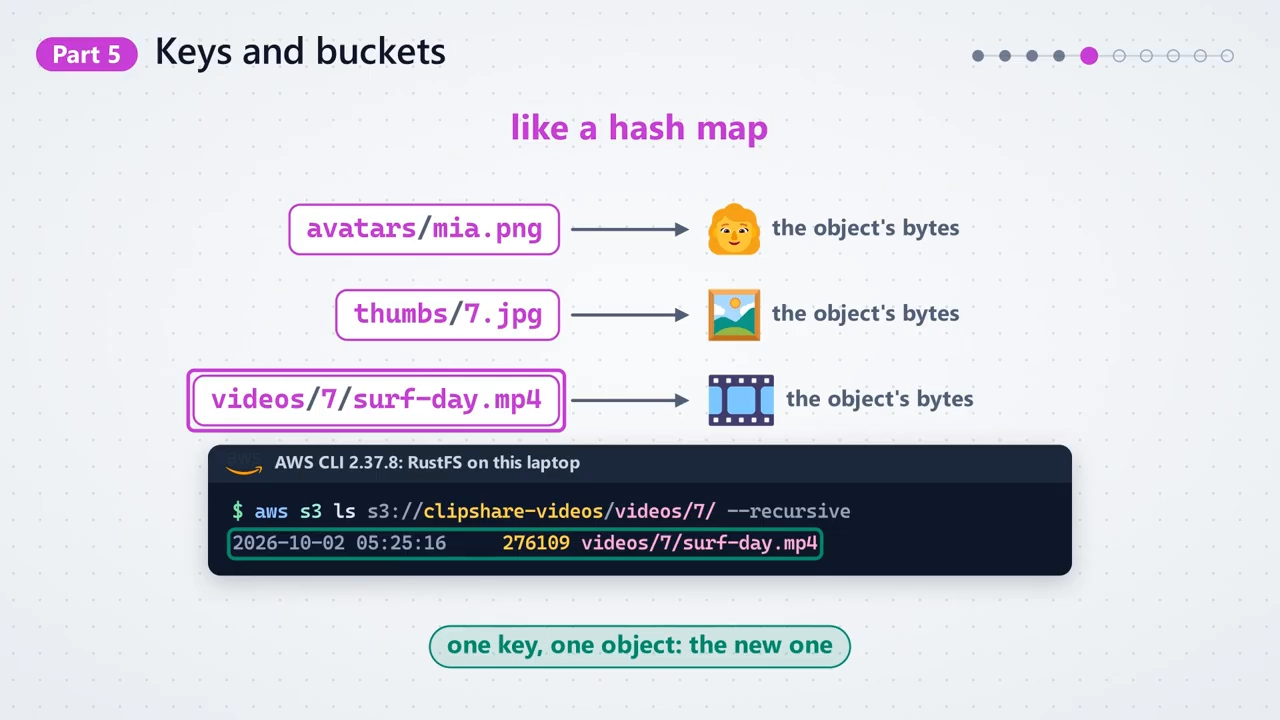 Part 5 Keys and buckets
like a hash map
avatars/mia.png the object's bytes
thumbs/7.jpg the object's bytes
videos/7/surf-day.mp4 the object's bytes
aws AWS CLI 2.37.8: RustFS on this laptop
$ aws s3 ls s3://clipshare-videos/videos/7/ --recursive
2026-10-02 05:25:16 276109 videos/7/surf-day.mp4
one key, one object: the new one